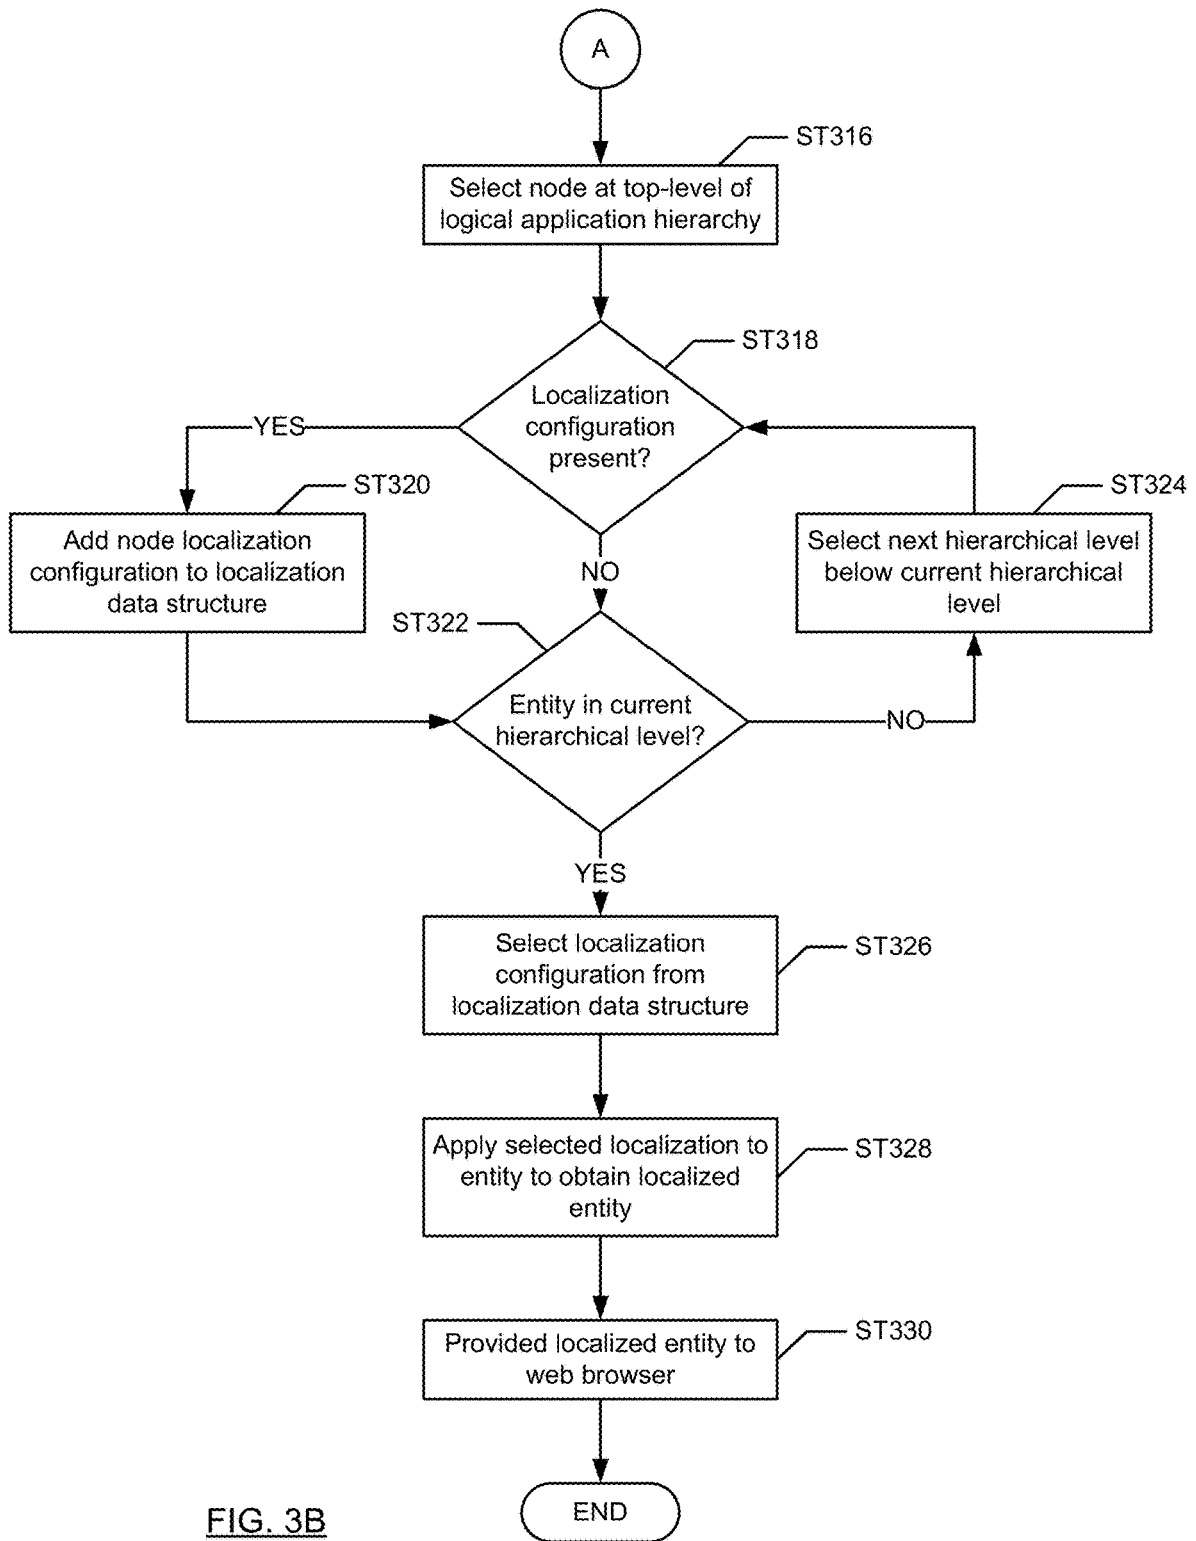 A
ST316
Select node at top-level of
logical application hierarchy
ST318
Localization
configuration
present?
YES
ST320
Add node localization
configuration to localization
data structure
NO
ST324
Select next hierarchical level
below current hierarchical
level
ST322
Entity in current
hierarchical level?
NO
YES
Select localization
configuration from
localization data structure
ST326
Apply selected localization to
entity to obtain localized
entity
ST328
Provided localized entity to
web browser
ST330
END
FIG. 3B